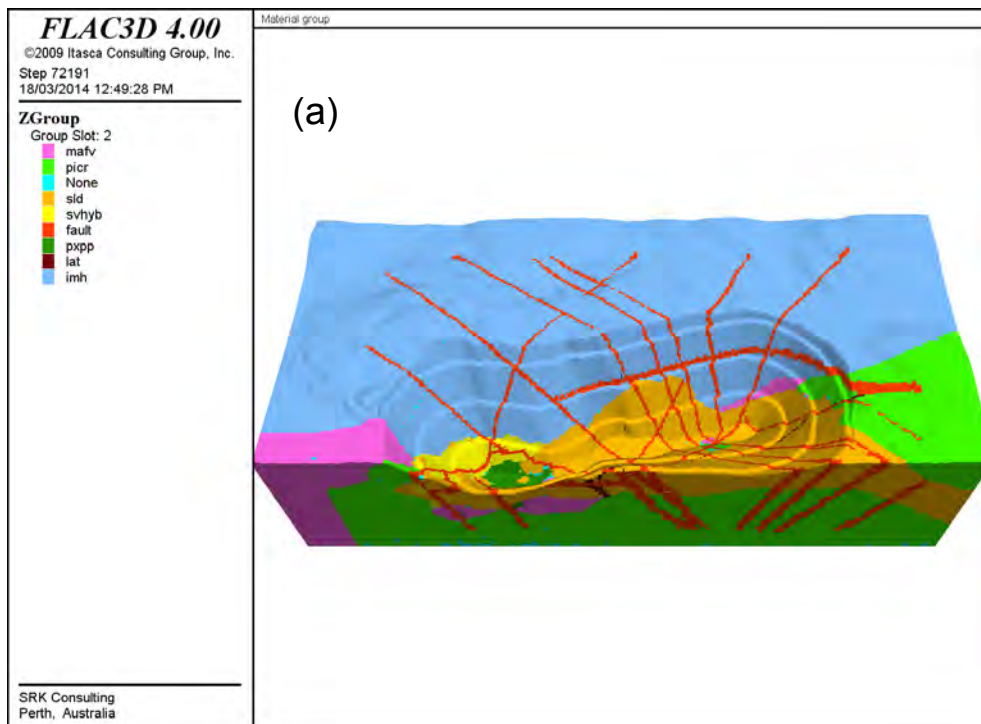 FLAC3D 4.00
©2009 Itasca Consulting Group, Inc.
Step 72191
18/03/2014 12:49:28 PM
ZGroup
Group Slot: 2
mafv
picr
None
sld
svhyb
fault
pxpp
lat
imh
SRK Consulting
Perth, Australia
Material group
(a)